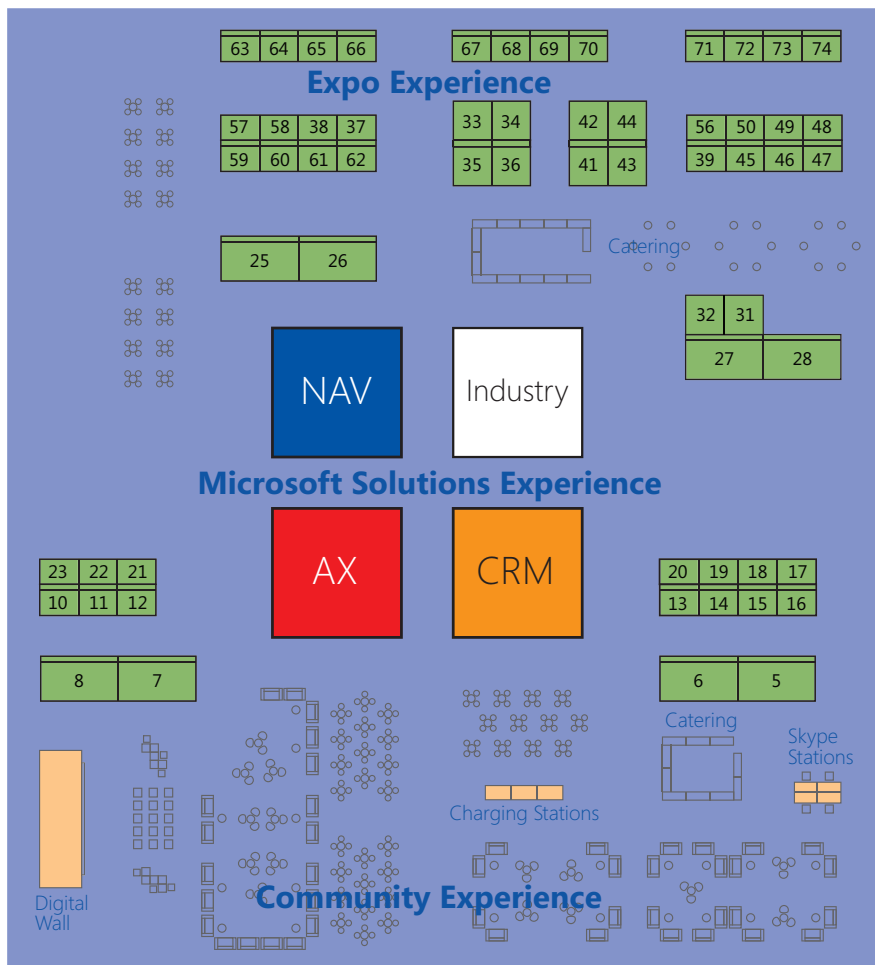 63 64 65 66 67 68 69 70 71 72 73 74
Expo Experience
57 58 38 37 33 34 42 44 56 50 49 48
59 60 61 62 35 36 41 43 39 45 46 47
Catering
25 26
32 31
27 28
NAV Industry
Microsoft Solutions Experience
AX CRM
23 22 21 20 19 18 17
10 11 12 13 14 15 16
8 7 6 5
Catering
Skype
Stations
Charging Stations
Community Experience
Digital
Wall